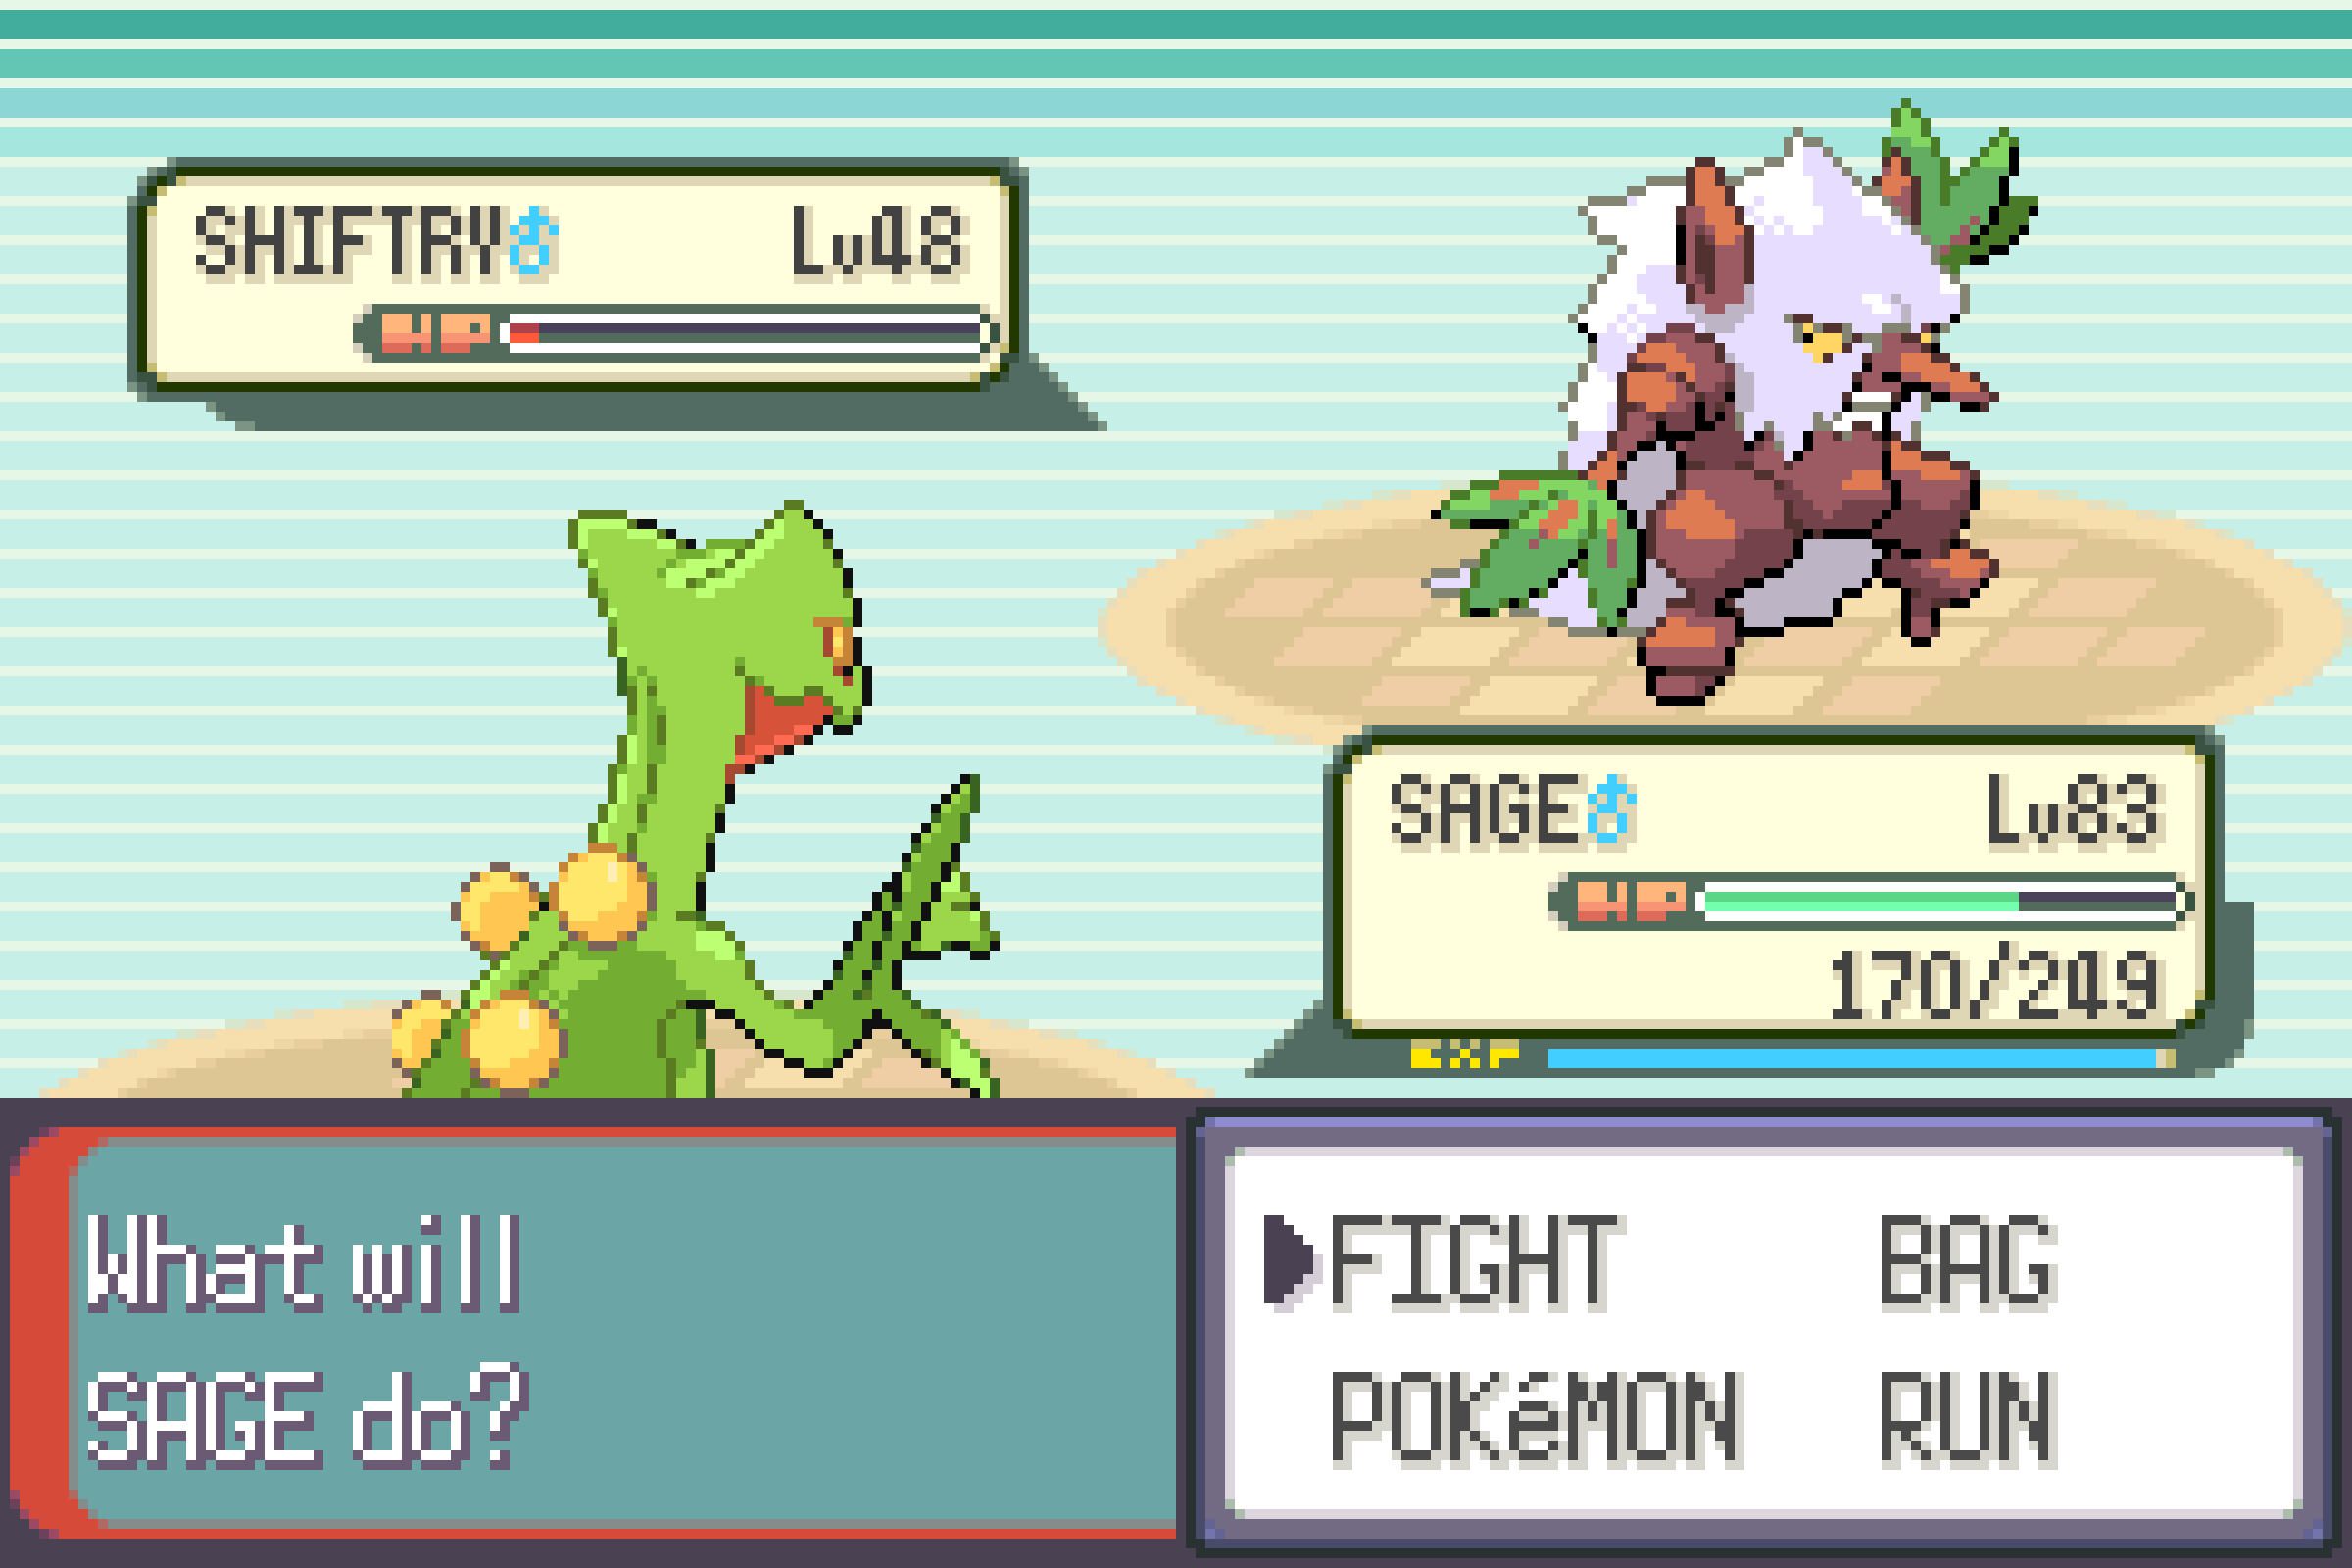 SHIFTRY♂ Lv48
HP
SAGE♂ Lv83
HP
170/249
EXP
What will
SAGE do?
FIGHT BAG
POKéMON RUN